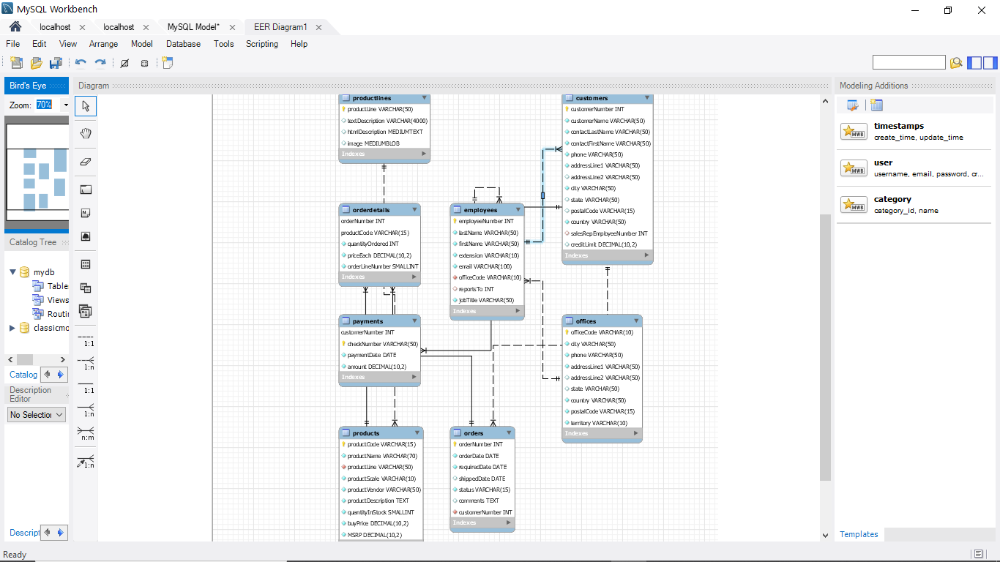 MySQL Workbench
localhost
localhost
MySQL Model*
EER Diagram1
File Edit View Arrange Model Database Tools Scripting Help
Bird's Eye
Zoom: 70%
Catalog Tree
mydb
Table
Views
Routin
classicmo
Catalog
Description
Editor
No Selection
Descript
Diagram
1:1
1:n
1:1
1:n
n:m
1:n
productlines
productLine VARCHAR(50)
textDescription VARCHAR(4000)
htmlDescription MEDIUMTEXT
image MEDIUMBLOB
Indexes
orderdetails
orderNumber INT
productCode VARCHAR(15)
quantityOrdered INT
priceEach DECIMAL(10,2)
orderLineNumber SMALLINT
Indexes
payments
customerNumber INT
checkNumber VARCHAR(50)
paymentDate DATE
amount DECIMAL(10,2)
Indexes
products
productCode VARCHAR(15)
productName VARCHAR(70)
productLine VARCHAR(50)
productScale VARCHAR(10)
productVendor VARCHAR(50)
productDescription TEXT
quantityInStock SMALLINT
buyPrice DECIMAL(10,2)
MSRP DECIMAL(10,2)
employees
employeeNumber INT
lastName VARCHAR(50)
firstName VARCHAR(50)
extension VARCHAR(10)
email VARCHAR(100)
officeCode VARCHAR(10)
reportsTo INT
jobTitle VARCHAR(50)
Indexes
orders
orderNumber INT
orderDate DATE
requiredDate DATE
shippedDate DATE
status VARCHAR(15)
comments TEXT
customerNumber INT
Indexes
customers
customerNumber INT
customerName VARCHAR(50)
contactLastName VARCHAR(50)
contactFirstName VARCHAR(50)
phone VARCHAR(50)
addressLine1 VARCHAR(50)
addressLine2 VARCHAR(50)
city VARCHAR(50)
state VARCHAR(50)
postalCode VARCHAR(15)
country VARCHAR(50)
salesRepEmployeeNumber INT
creditLimit DECIMAL(10,2)
Indexes
offices
officeCode VARCHAR(10)
city VARCHAR(50)
phone VARCHAR(50)
addressLine1 VARCHAR(50)
addressLine2 VARCHAR(50)
state VARCHAR(50)
country VARCHAR(50)
postalCode VARCHAR(15)
territory VARCHAR(10)
Indexes
Modeling Additions
MWB
timestamps
create_time, update_time
MWB
user
username, email, password, cr...
MWB
category
category_id, name
Templates
Ready